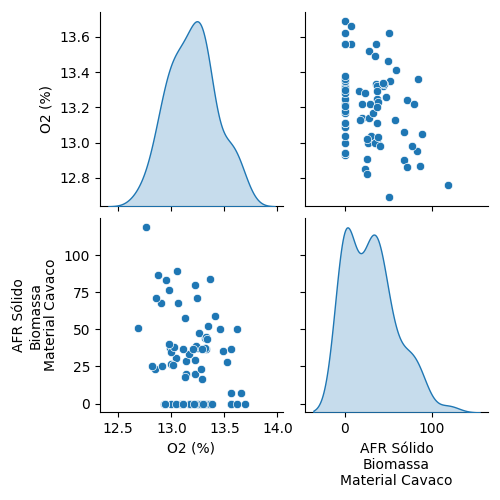 13.6
13.4
13.2
13.0
12.8
O2 (%)
100
75
50
25
0
AFR Sólido
Biomassa
Material Cavaco
12.5
13.0
13.5
14.0
O2 (%)
0
100
AFR Sólido
Biomassa
Material Cavaco